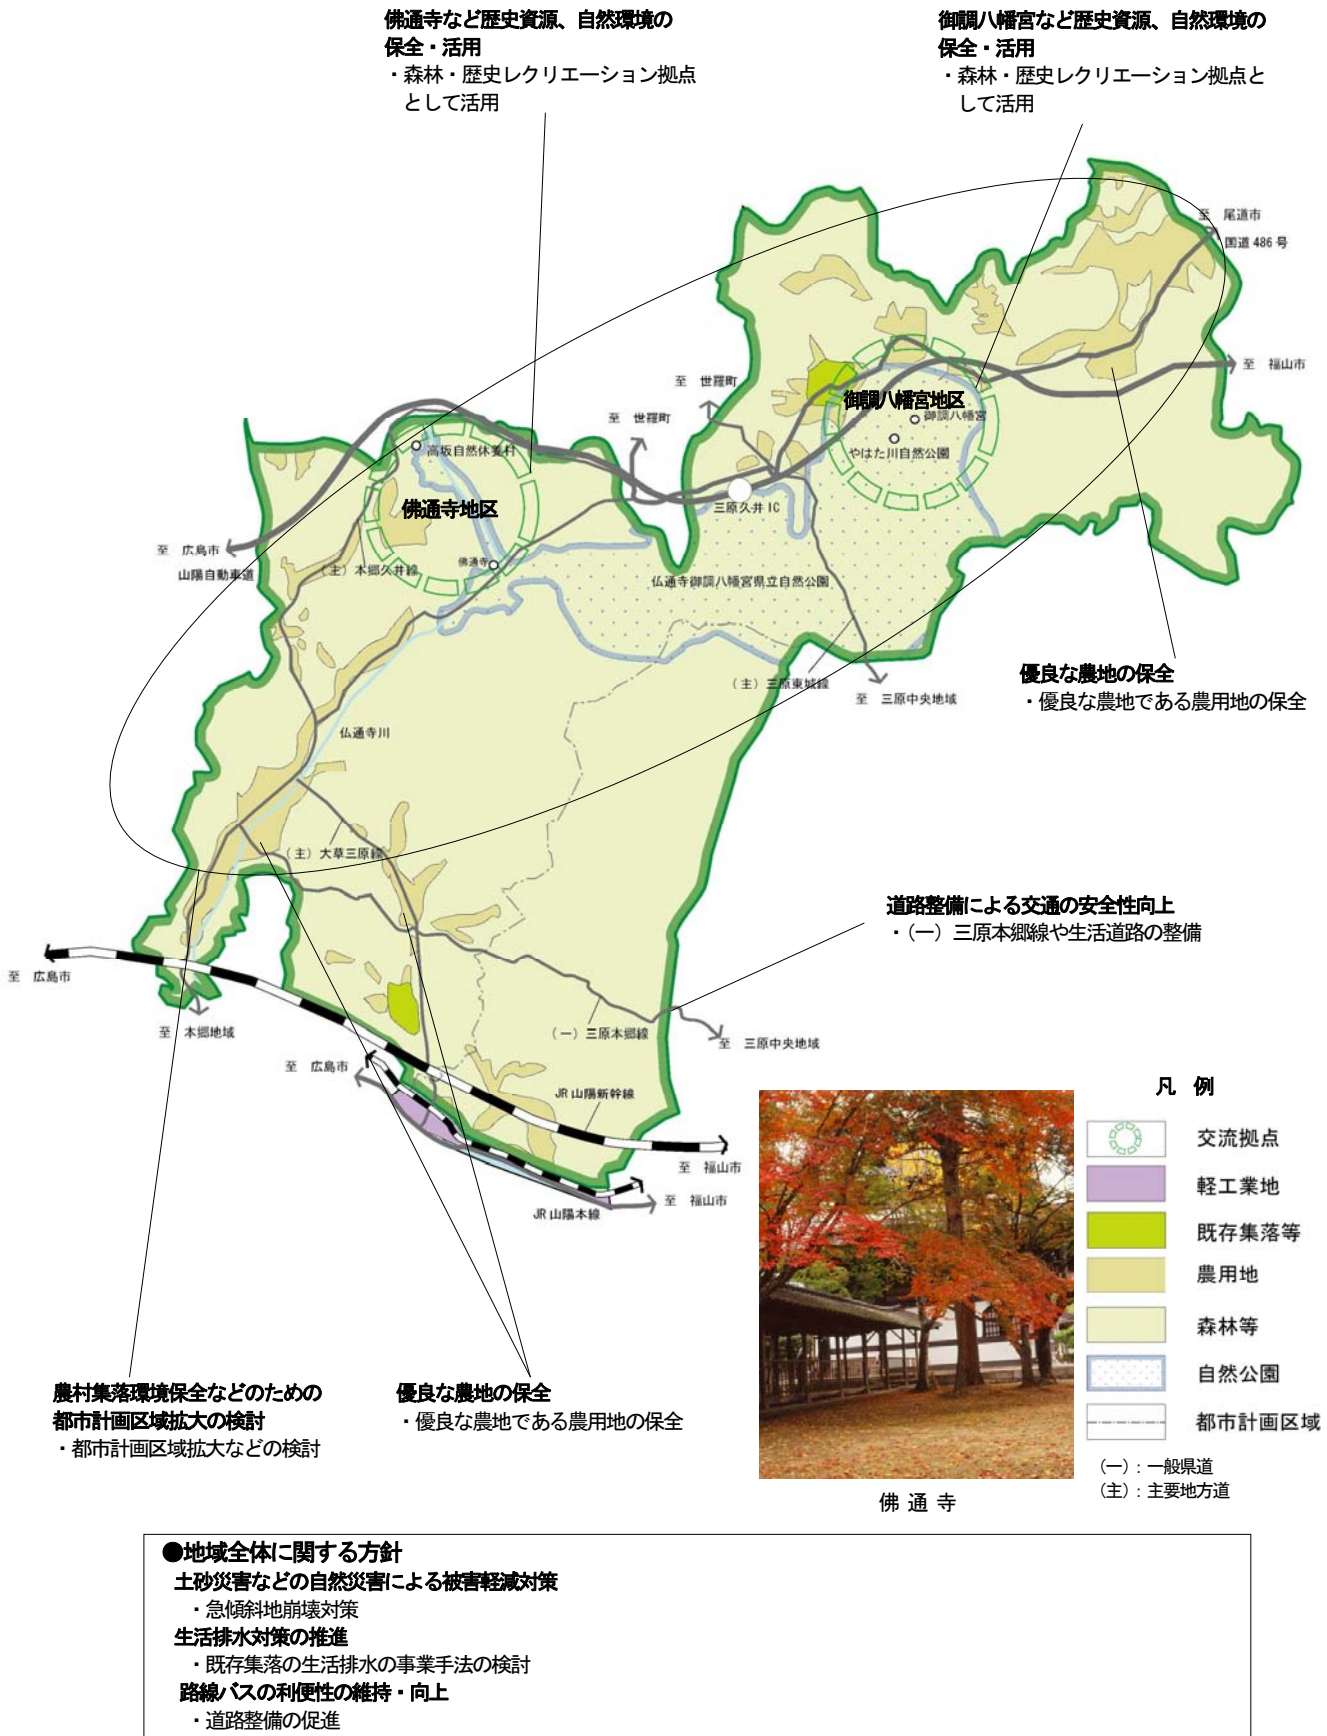 佛通寺など歴史資源、自然環境の
保全・活用
・森林・歴史レクリエーション拠点
として活用
御調八幡宮など歴史資源、自然環境の
保全・活用
・森林・歴史レクリエーション拠点と
して活用
至 尾道市
国道 486 号
至 福山市
至 世羅町
至 世羅町
御調八幡宮地区
御調八幡宮
やはた川自然公園
高坂自然休養村
佛通寺地区
三原久井 IC
至 広島市
山陽自動車道
(主) 本郷久井線
佛通寺
仏通寺御調八幡宮県立自然公園
(主) 三原東城線
至 三原中央地域
優良な農地の保全
・優良な農地である農用地の保全
仏通寺川
(主) 大草三原線
道路整備による交通の安全性向上
・(一) 三原本郷線や生活道路の整備
至 広島市
至 本郷地域
(一) 三原本郷線
至 三原中央地域
至 広島市
JR 山陽新幹線
至 福山市
至 福山市
JR 山陽本線
凡 例
交流拠点
軽工業地
既存集落等
農用地
森林等
自然公園
都市計画区域
(一) : 一般県道
(主) : 主要地方道
佛 通 寺
農村集落環境保全などのための
都市計画区域拡大の検討
・都市計画区域拡大などの検討
優良な農地の保全
・優良な農地である農用地の保全
●地域全体に関する方針
土砂災害などの自然災害による被害軽減対策
・急傾斜地崩壊対策
生活排水対策の推進
・既存集落の生活排水の事業手法の検討
路線バスの利便性の維持・向上
・道路整備の促進